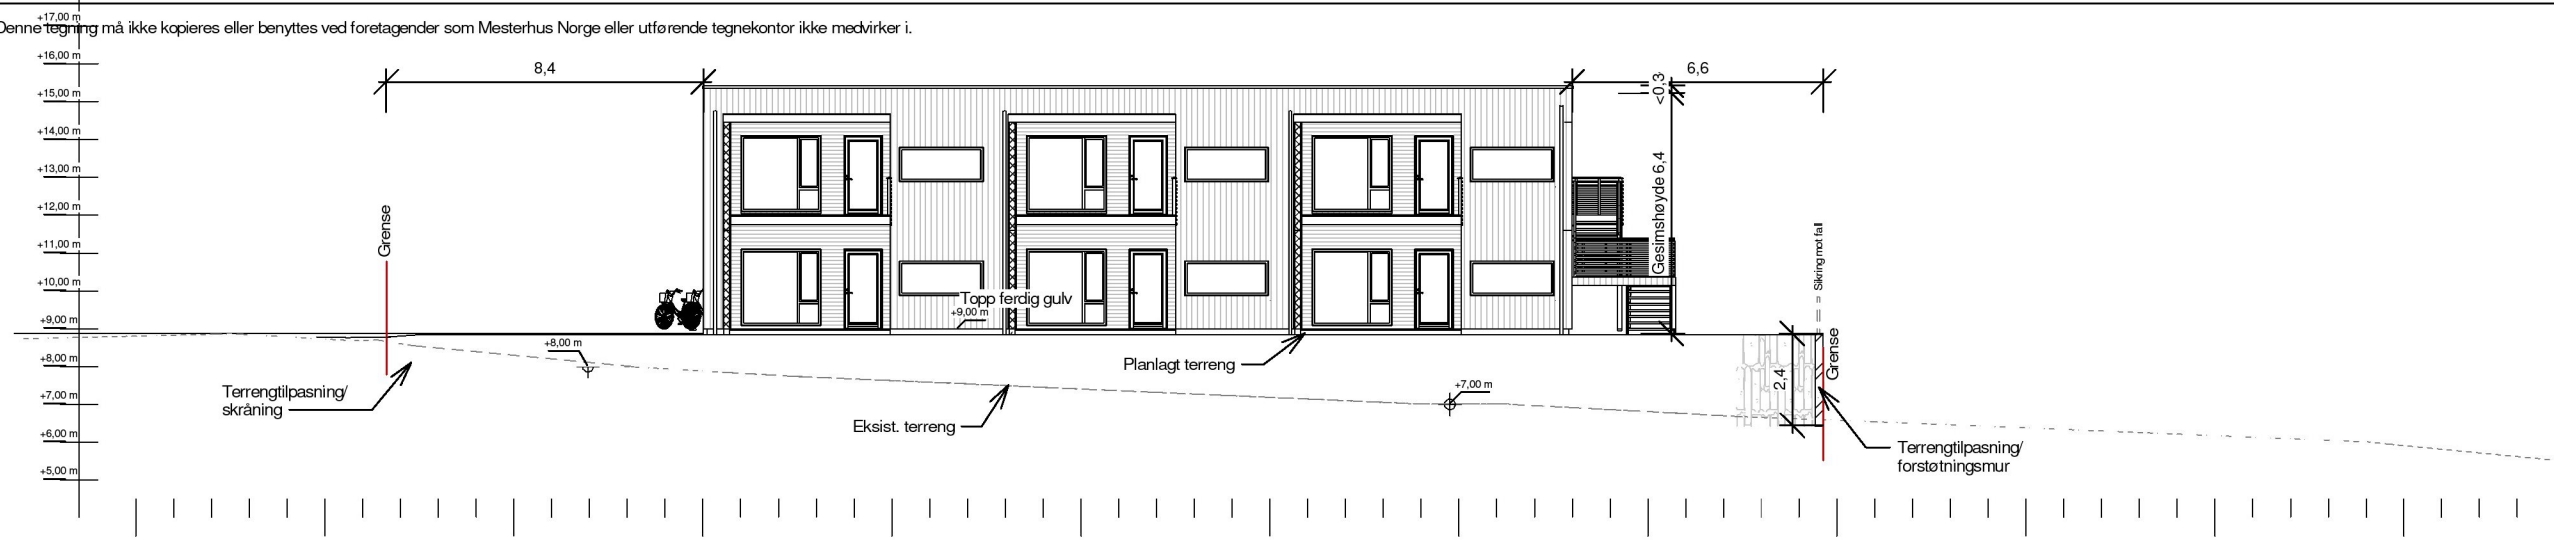 +17,00 m
Denne tegning må ikke kopieres eller benyttes ved foretagender som Mesterhus Norge eller utførende tegnekontor ikke medvirker i.
+16,00 m
+15,00 m
+14,00 m
+13,00 m
+12,00 m
+11,00 m
+10,00 m
+9,00 m
+8,00 m
+7,00 m
+6,00 m
+5,00 m
8,4
6,6
<0,3
Gesimshøyde 6,4
Grense
Sikring mot fall
Topp ferdig gulv
+9,00 m
+8,00 m
Planlagt terreng
Grense
2,4
Terrengtilpasning/
skråning
+7,00 m
Eksist. terreng
Terrengtilpasning/
forstøtningsmur